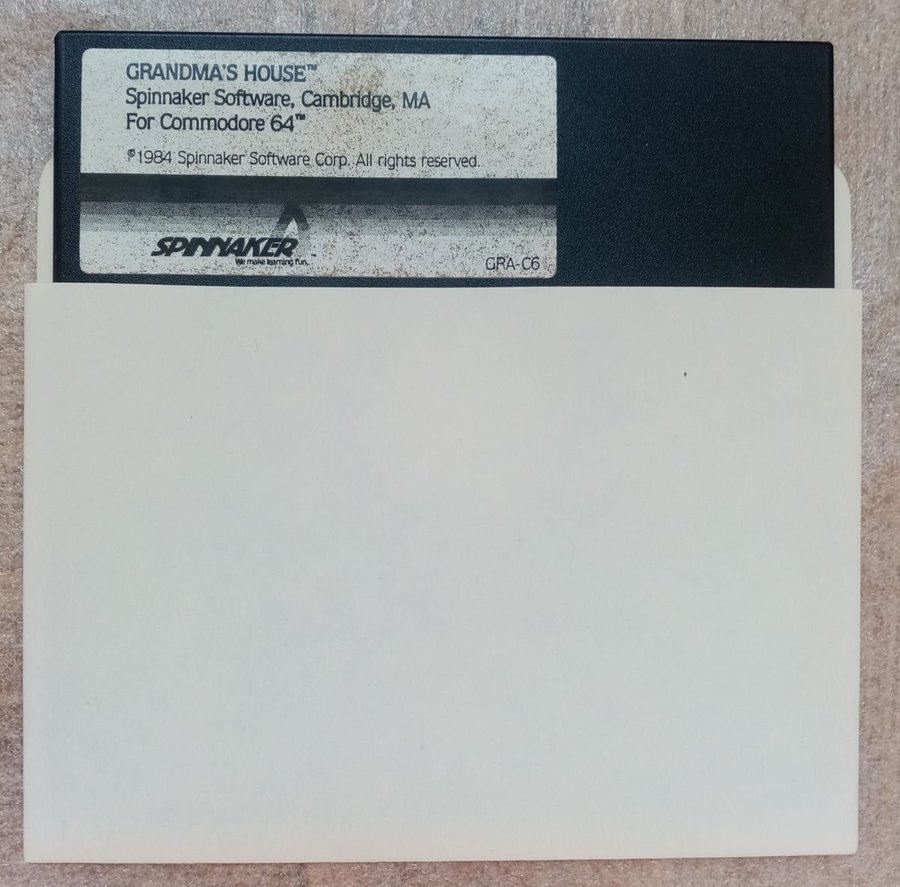 GRANDMA'S HOUSE™
Spinnaker Software, Cambridge, MA
For Commodore 64™
©1984 Spinnaker Software Corp. All rights reserved.
SPINNAKER™
We make learning fun.
GRA-C6